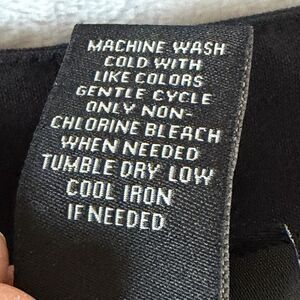 MACHINE WASH
COLD WITH
LIKE COLORS
GENTLE CYCLE
ONLY NON-
CHLORINE BLEACH
WHEN NEEDED
TUMBLE DRY LOW
COOL IRON
IF NEEDED